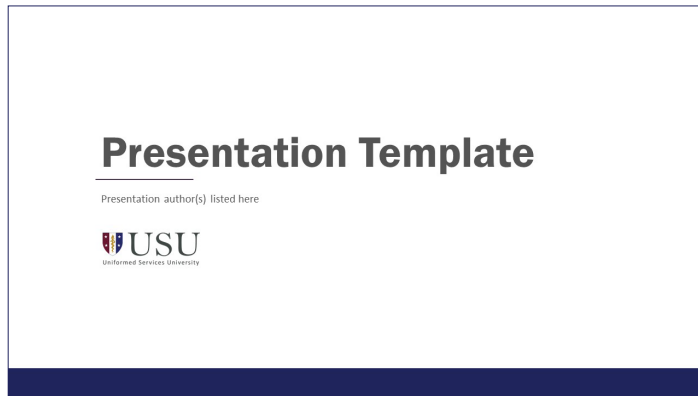 Presentation Template
Presentation author(s) listed here
USU
Uniformed Services University